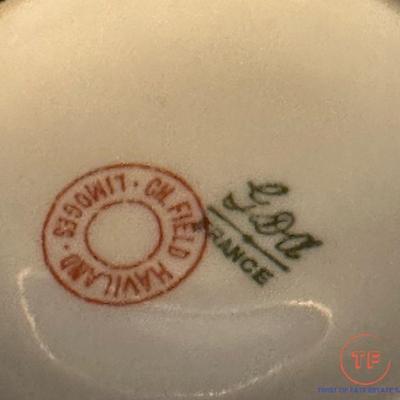 CH. FIELD HAVILAND · LIMOGES ·
GDA
FRANCE
TF